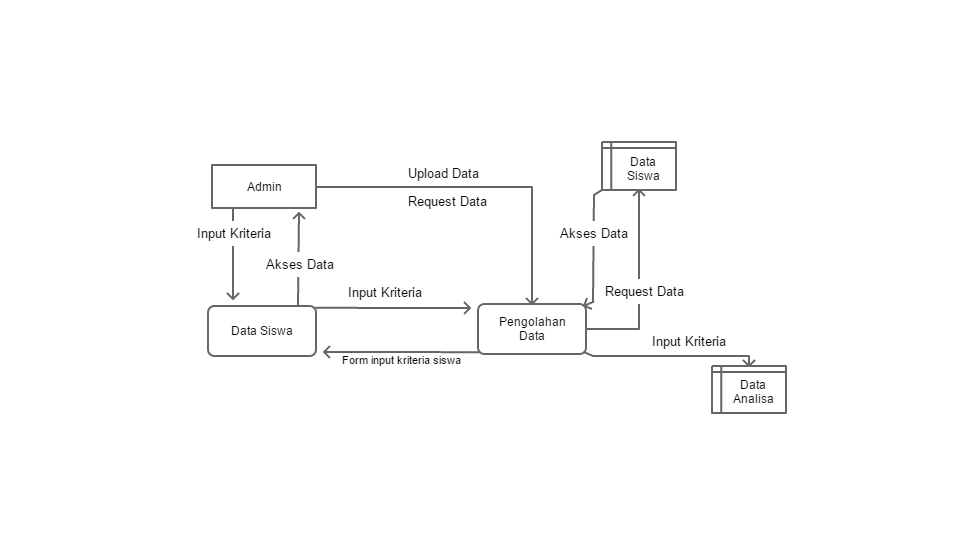 Data
Siswa
Upload Data
Admin
Request Data
Input Kriteria
Akses Data
Akses Data
Input Kriteria
Request Data
Data Siswa
Pengolahan
Data
Input Kriteria
Form input kriteria siswa
Data
Analisa